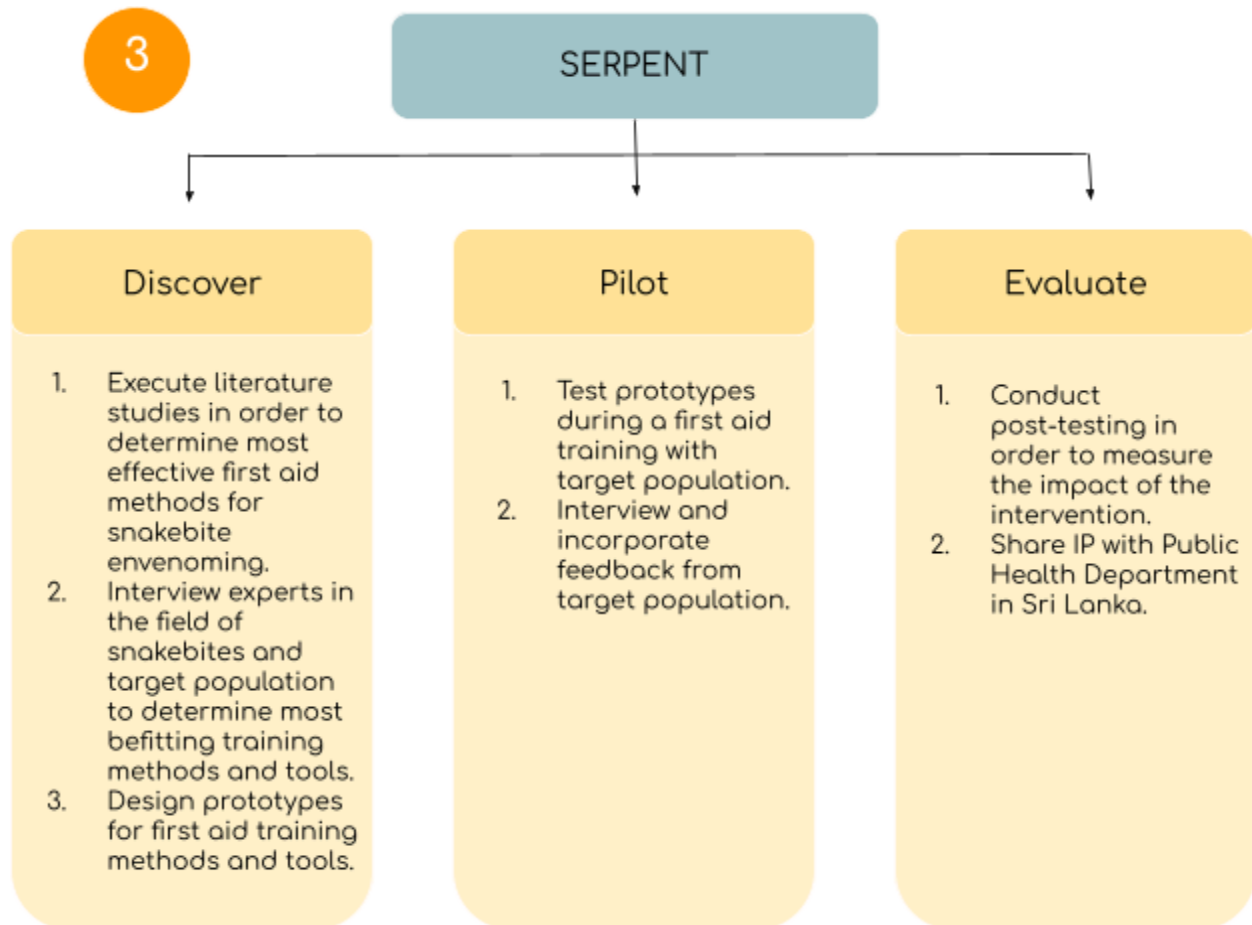 3
SERPENT
Discover
1. Execute literature
studies in order to
determine most
effective first aid
methods for
snakebite
envenoming.
2. Interview experts in
the field of
snakebites and
target population
to determine most
befitting training
methods and tools.
3. Design prototypes
for first aid training
methods and tools.
Pilot
1. Test prototypes
during a first aid
training with
target population.
2. Interview and
incorporate
feedback from
target population.
Evaluate
1. Conduct
post-testing in
order to measure
the impact of the
intervention.
2. Share IP with Public
Health Department
in Sri Lanka.